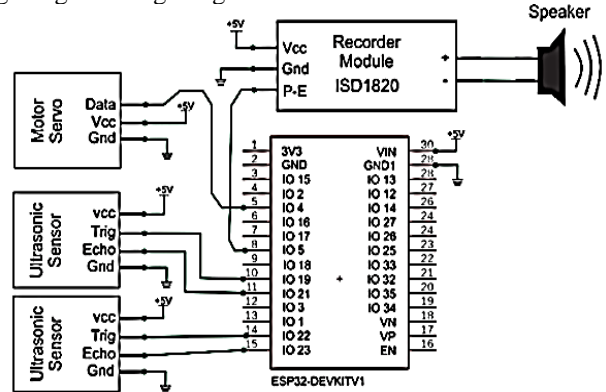 Speaker
+5V
Vcc
Gnd
P-E
Recorder
Module
ISD1820
+
-
Motor
Servo
Data
Vcc
Gnd
+5V
Ultrasonic
Sensor
vcc
Trig
Echo
Gnd
+5V
Ultrasonic
Sensor
vcc
Trig
Echo
Gnd
+5V
1 3V3 VIN 30 +5V
2 GND GND1 28
3 IO 15 IO 13 28
4 IO 2 IO 12 27
5 IO 4 IO 14 26
6 IO 16 IO 27 24
7 IO 17 IO 26 24
8 IO 5 IO 25 23
9 IO 18 IO 33 22
10 IO 19 + IO 32 21
11 IO 21 IO 35 20
12 IO 3 IO 34 19
13 IO 1 VN 18
14 IO 22 VP 17
15 IO 23 EN 16
ESP32-DEVKITV1